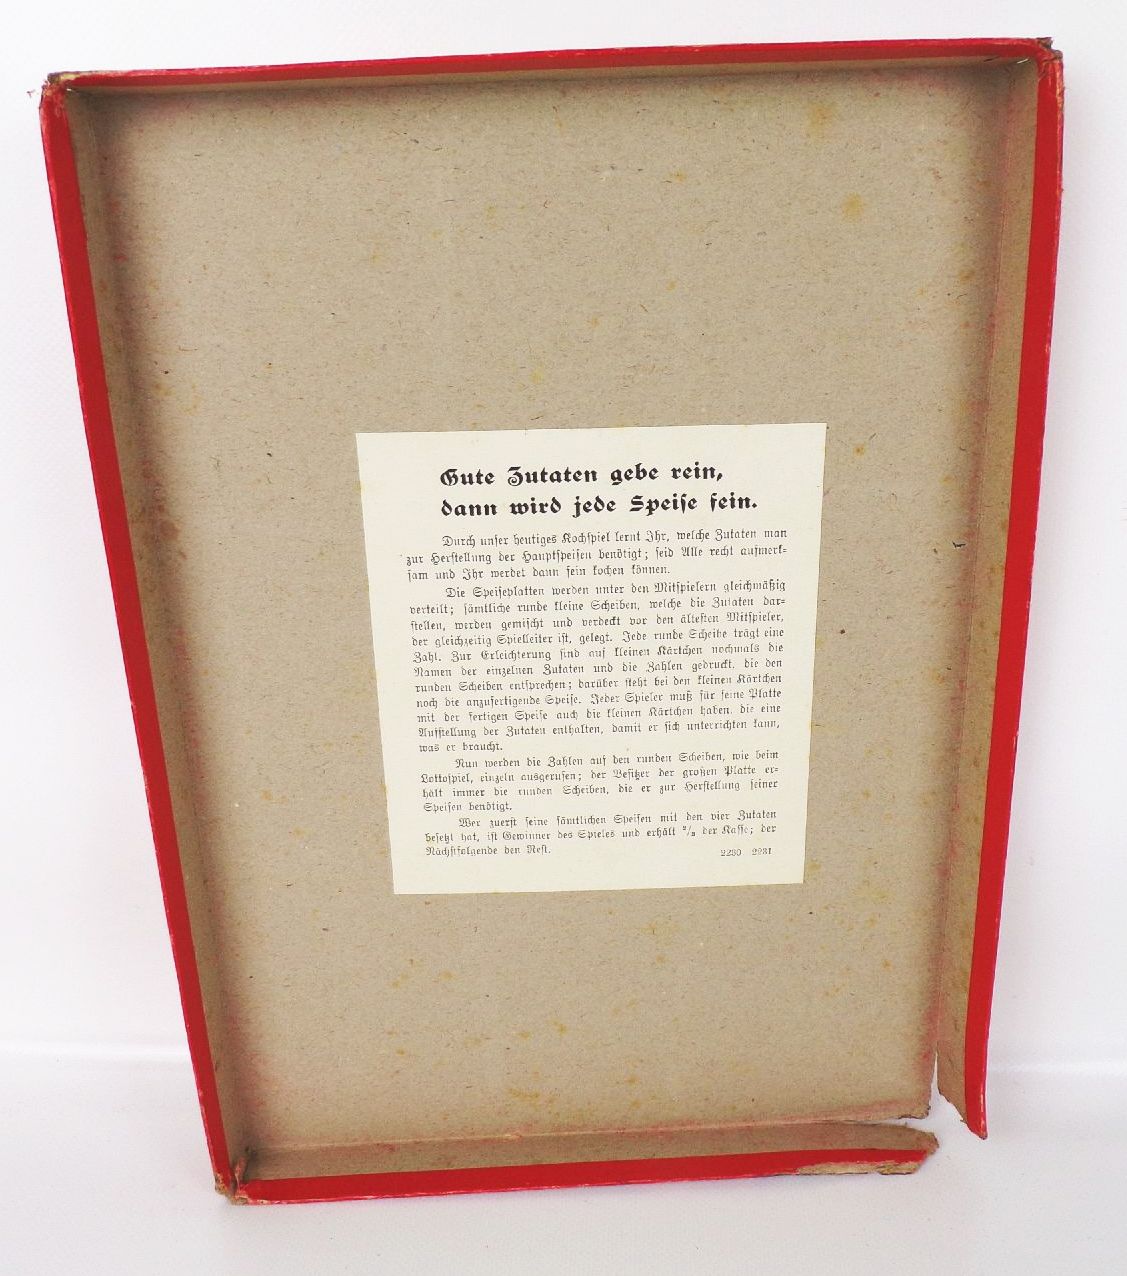 Gute Zutaten gebe rein,
dann wird jede Speise fein.
Durch unser heutiges Kochspiel lernt Ihr, welche Zutaten man
zur Herstellung der Hauptspeisen benötigt; seid Alle recht aufmerk-
sam und Ihr werdet dann fein kochen können.
Die Speiseplatten werden unter den Mitspielern gleichmäßig
verteilt; sämtliche runde kleine Scheiben, welche die Zutaten dar-
stellen, werden gemischt und verdeckt vor den ältesten Mitspieler,
der gleichzeitig Spielleiter ist, gelegt. Jede runde Scheibe trägt eine
Zahl. Zur Erleichterung sind auf kleinen Kärtchen nochmals die
Namen der einzelnen Zutaten und die Zahlen gedruckt, die den
runden Scheiben entsprechen; darüber steht bei den kleinen Kärtchen
noch die anzufertigende Speise. Jeder Spieler muß für seine Platte
mit der fertigen Speise auch die kleinen Kärtchen haben, die eine
Aufstellung der Zutaten enthalten, damit er sich unterrichten kann,
was er braucht.
Nun werden die Zahlen auf den runden Scheiben, wie beim
Lottospiel, einzeln ausgerufen; der Besitzer der großen Platte er-
hält immer die runden Scheiben, die er zur Herstellung seiner
Speisen benötigt.
Wer zuerst seine sämtlichen Speisen mit den vier Zutaten
besetzt hat, ist Gewinner des Spieles und erhält ²/₃ der Kasse; der
Nächstfolgende den Rest.
2230 2231